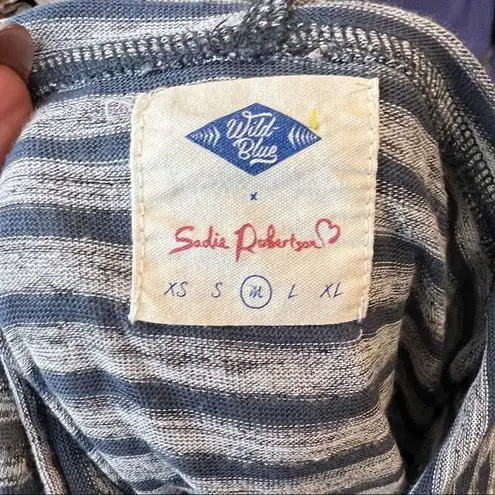 Wild-
Blue
x
Sadie Robertson
XS S M L XL